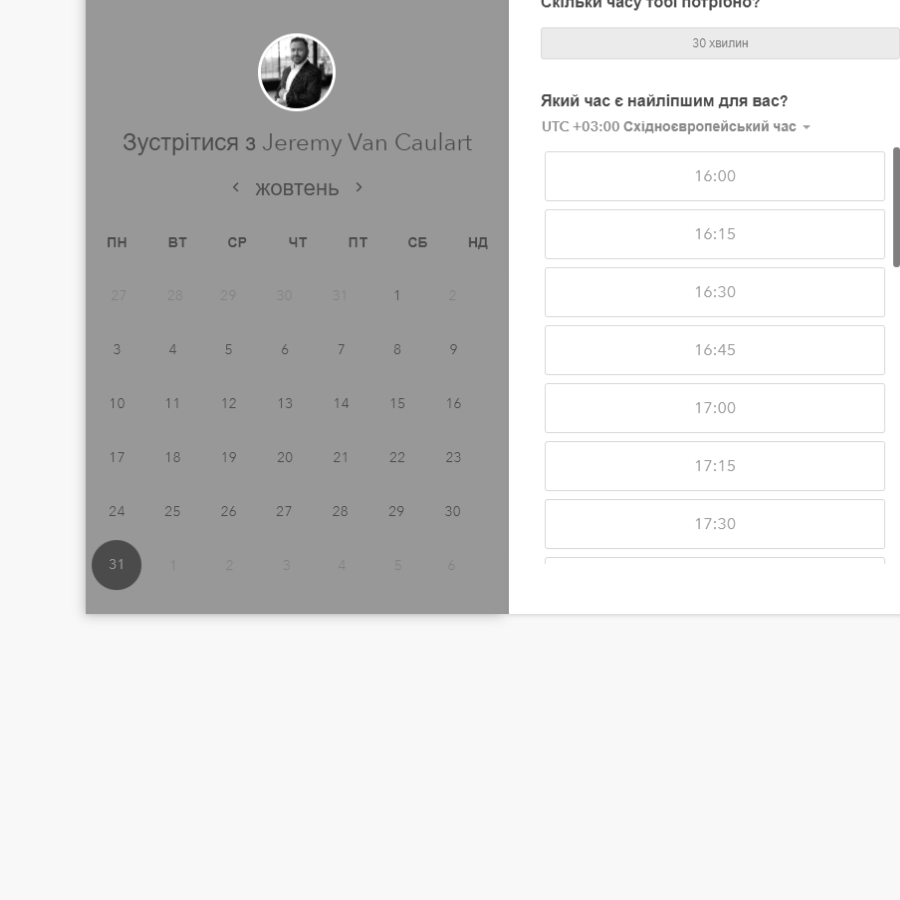 Зустрітися з Jeremy Van Caulart
жовтень
ПН ВТ СР ЧТ ПТ СБ НД
27 28 29 30 31 1 2
3 4 5 6 7 8 9
10 11 12 13 14 15 16
17 18 19 20 21 22 23
24 25 26 27 28 29 30
31 1 2 3 4 5 6
Скільки часу тобі потрібно?
30 хвилин
Який час є найліпшим для вас?
UTC +03:00 Східноєвропейський час
16:00
16:15
16:30
16:45
17:00
17:15
17:30